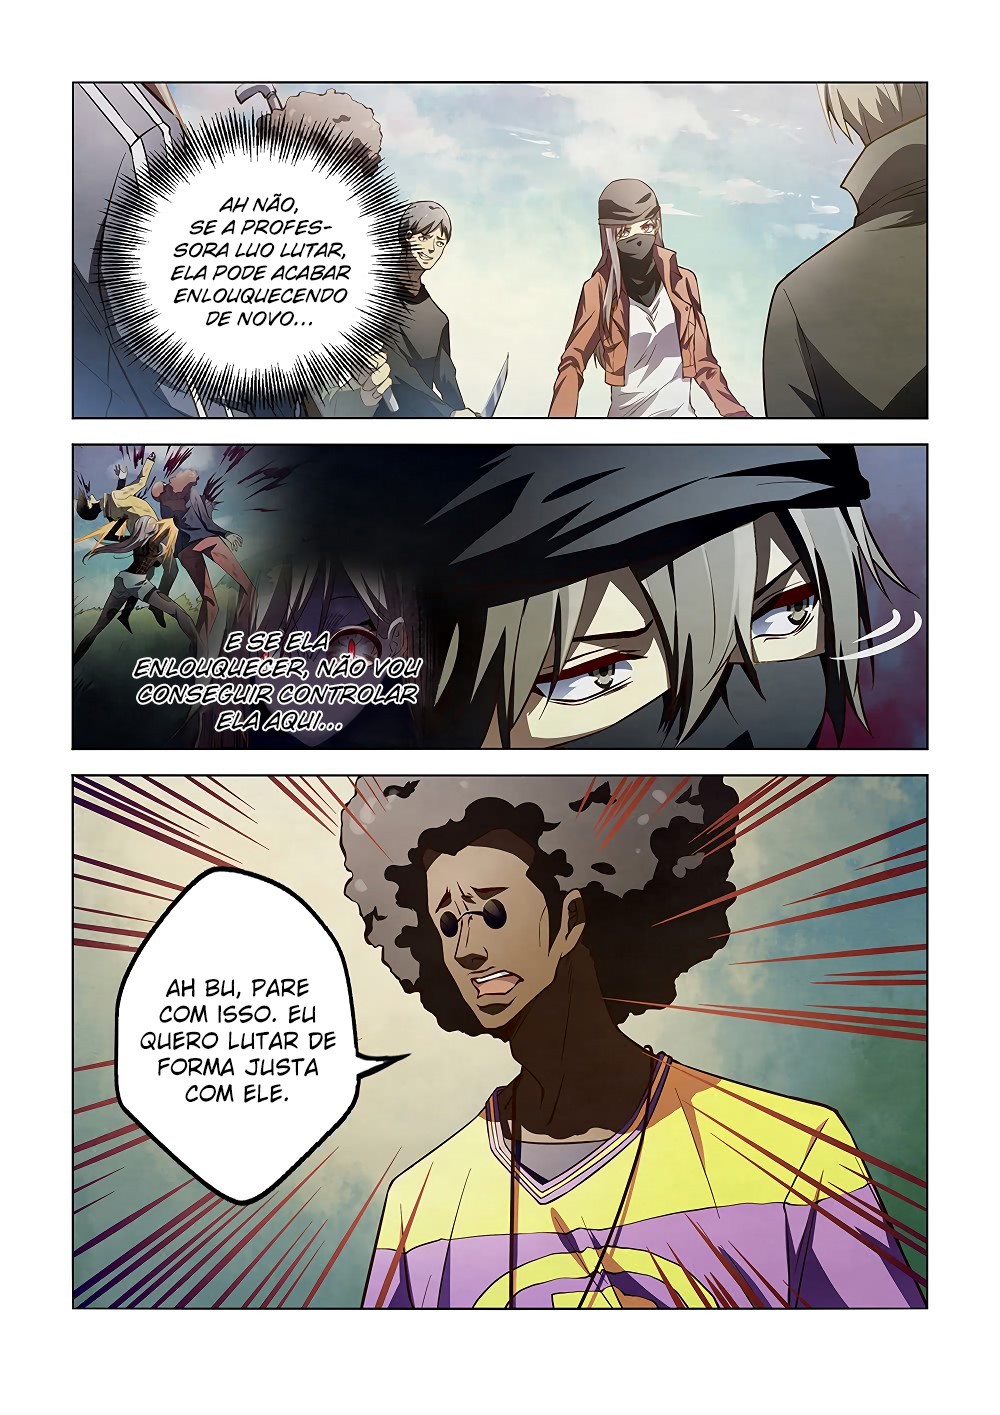 AH NÃO,
SE A PROFES-
SORA LUO LUTAR,
ELA PODE ACABAR
ENLOUQUECENDO
DE NOVO...
E SE ELA
ENLOUQUECER, NÃO VOU
CONSEGUIR CONTROLAR
ELA AQUI...
AH BU, PARE
COM ISSO. EU
QUERO LUTAR DE
FORMA JUSTA
COM ELE.